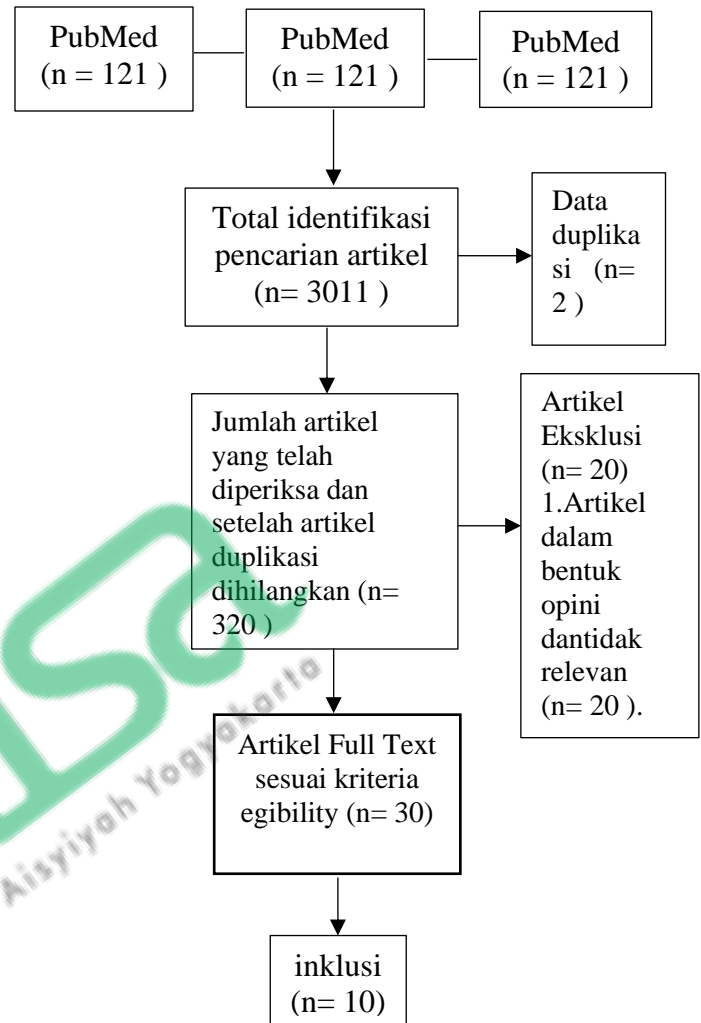 PubMed
(n = 121 )
PubMed
(n = 121 )
PubMed
(n = 121 )
Total identifikasi
pencarian artikel
(n= 3011 )
Data
duplika
si (n=
2 )
Jumlah artikel
yang telah
diperiksa dan
setelah artikel
duplikasi
dihilangkan (n=
320 )
Artikel
Eksklusi
(n= 20)
1.Artikel
dalam
bentuk
opini
dantidak
relevan
(n= 20 ).
Artikel Full Text
sesuai kriteria
egibility (n= 30)
inklusi
(n= 10)
Aisyiyah Yogyakarta